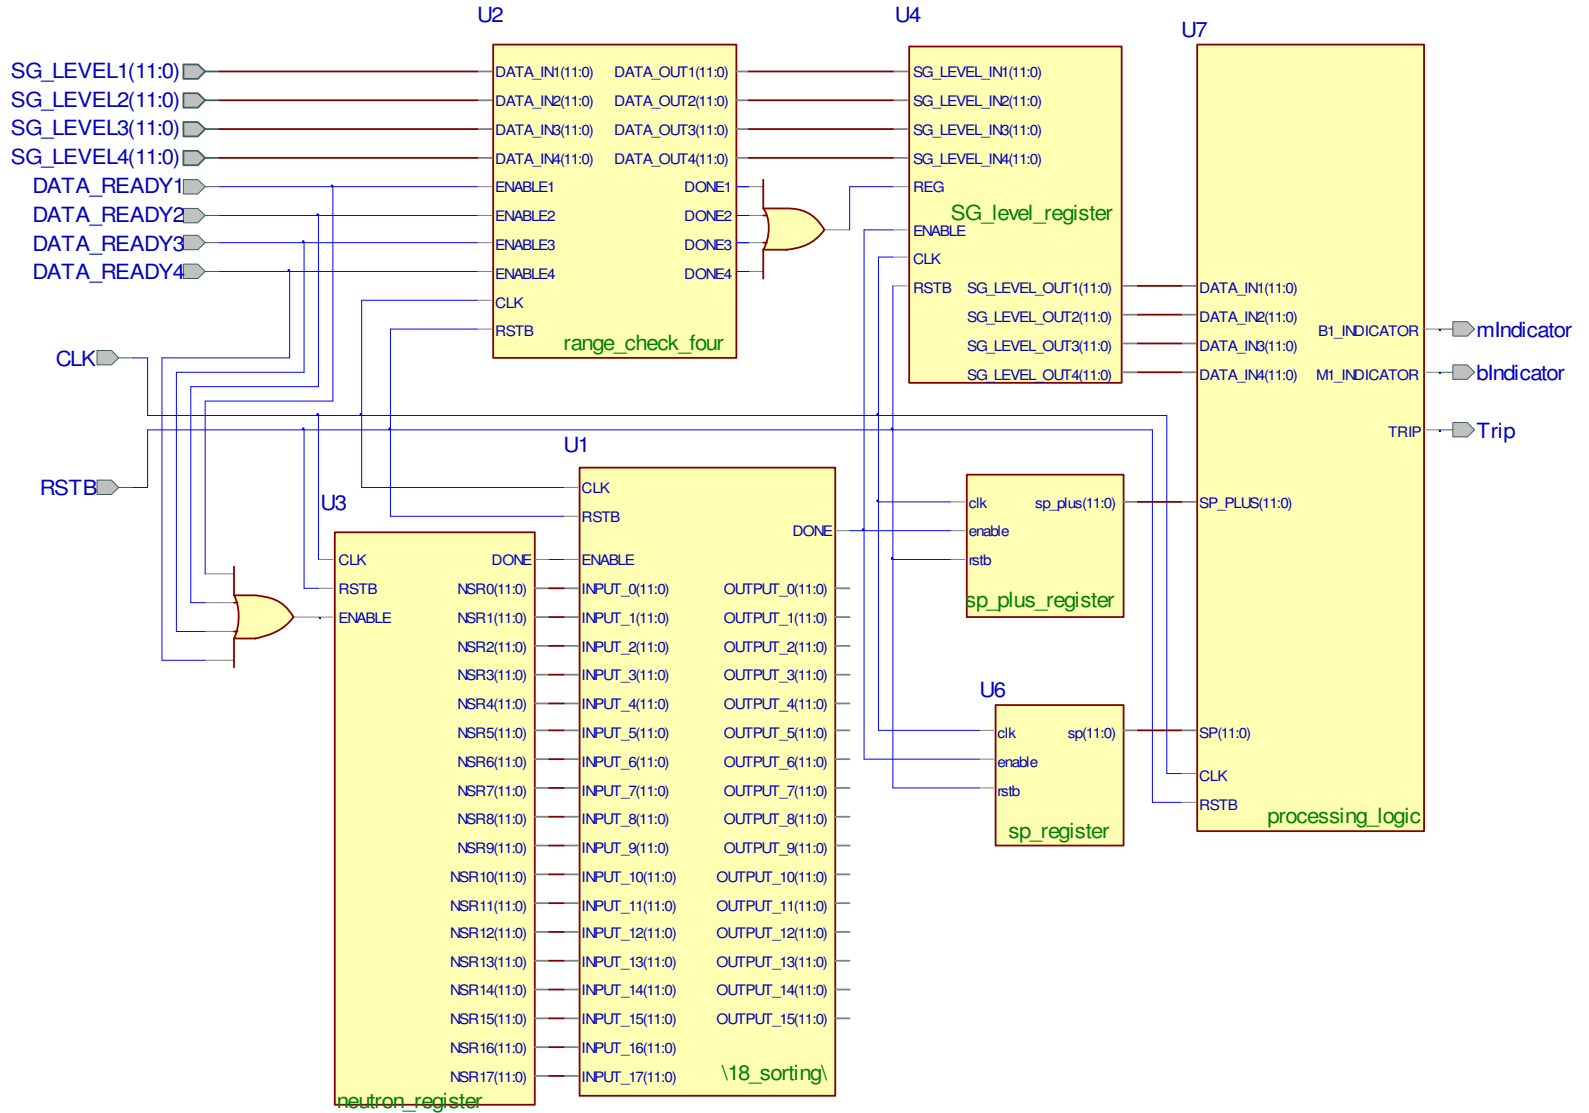 U2
U4
U7
SG_LEVEL1(11:0)
SG_LEVEL2(11:0)
SG_LEVEL3(11:0)
SG_LEVEL4(11:0)
DATA_READY1
DATA_READY2
DATA_READY3
DATA_READY4
CLK
RSTB
DATA_IN1(11:0) DATA_OUT1(11:0)
DATA_IN2(11:0) DATA_OUT2(11:0)
DATA_IN3(11:0) DATA_OUT3(11:0)
DATA_IN4(11:0) DATA_OUT4(11:0)
ENABLE1 DONE1
ENABLE2 DONE2
ENABLE3 DONE3
ENABLE4 DONE4
CLK
RSTB
range_check_four
SG_LEVEL_IN1(11:0)
SG_LEVEL_IN2(11:0)
SG_LEVEL_IN3(11:0)
SG_LEVEL_IN4(11:0)
REG
SG_level_register
ENABLE
CLK
RSTB SG_LEVEL_OUT1(11:0)
SG_LEVEL_OUT2(11:0)
SG_LEVEL_OUT3(11:0)
SG_LEVEL_OUT4(11:0)
DATA_IN1(11:0)
DATA_IN2(11:0)
DATA_IN3(11:0)
DATA_IN4(11:0)
B1_INDICATOR
M1_INDICATOR
TRIP
SP_PLUS(11:0)
SP(11:0)
CLK
RSTB
processing_logic
mIndicator
bIndicator
Trip
U3
CLK DONE
RSTB NSR0(11:0)
ENABLE NSR1(11:0)
NSR2(11:0)
NSR3(11:0)
NSR4(11:0)
NSR5(11:0)
NSR6(11:0)
NSR7(11:0)
NSR8(11:0)
NSR9(11:0)
NSR10(11:0)
NSR11(11:0)
NSR12(11:0)
NSR13(11:0)
NSR14(11:0)
NSR15(11:0)
NSR16(11:0)
NSR17(11:0)
neutron_register
U1
CLK
RSTB
DONE
ENABLE
INPUT_0(11:0) OUTPUT_0(11:0)
INPUT_1(11:0) OUTPUT_1(11:0)
INPUT_2(11:0) OUTPUT_2(11:0)
INPUT_3(11:0) OUTPUT_3(11:0)
INPUT_4(11:0) OUTPUT_4(11:0)
INPUT_5(11:0) OUTPUT_5(11:0)
INPUT_6(11:0) OUTPUT_6(11:0)
INPUT_7(11:0) OUTPUT_7(11:0)
INPUT_8(11:0) OUTPUT_8(11:0)
INPUT_9(11:0) OUTPUT_9(11:0)
INPUT_10(11:0) OUTPUT_10(11:0)
INPUT_11(11:0) OUTPUT_11(11:0)
INPUT_12(11:0) OUTPUT_12(11:0)
INPUT_13(11:0) OUTPUT_13(11:0)
INPUT_14(11:0) OUTPUT_14(11:0)
INPUT_15(11:0) OUTPUT_15(11:0)
INPUT_16(11:0)
INPUT_17(11:0)
\18_sorting\
clk sp_plus(11:0)
enable
rstb
sp_plus_register
U6
clk sp(11:0)
enable
rstb
sp_register